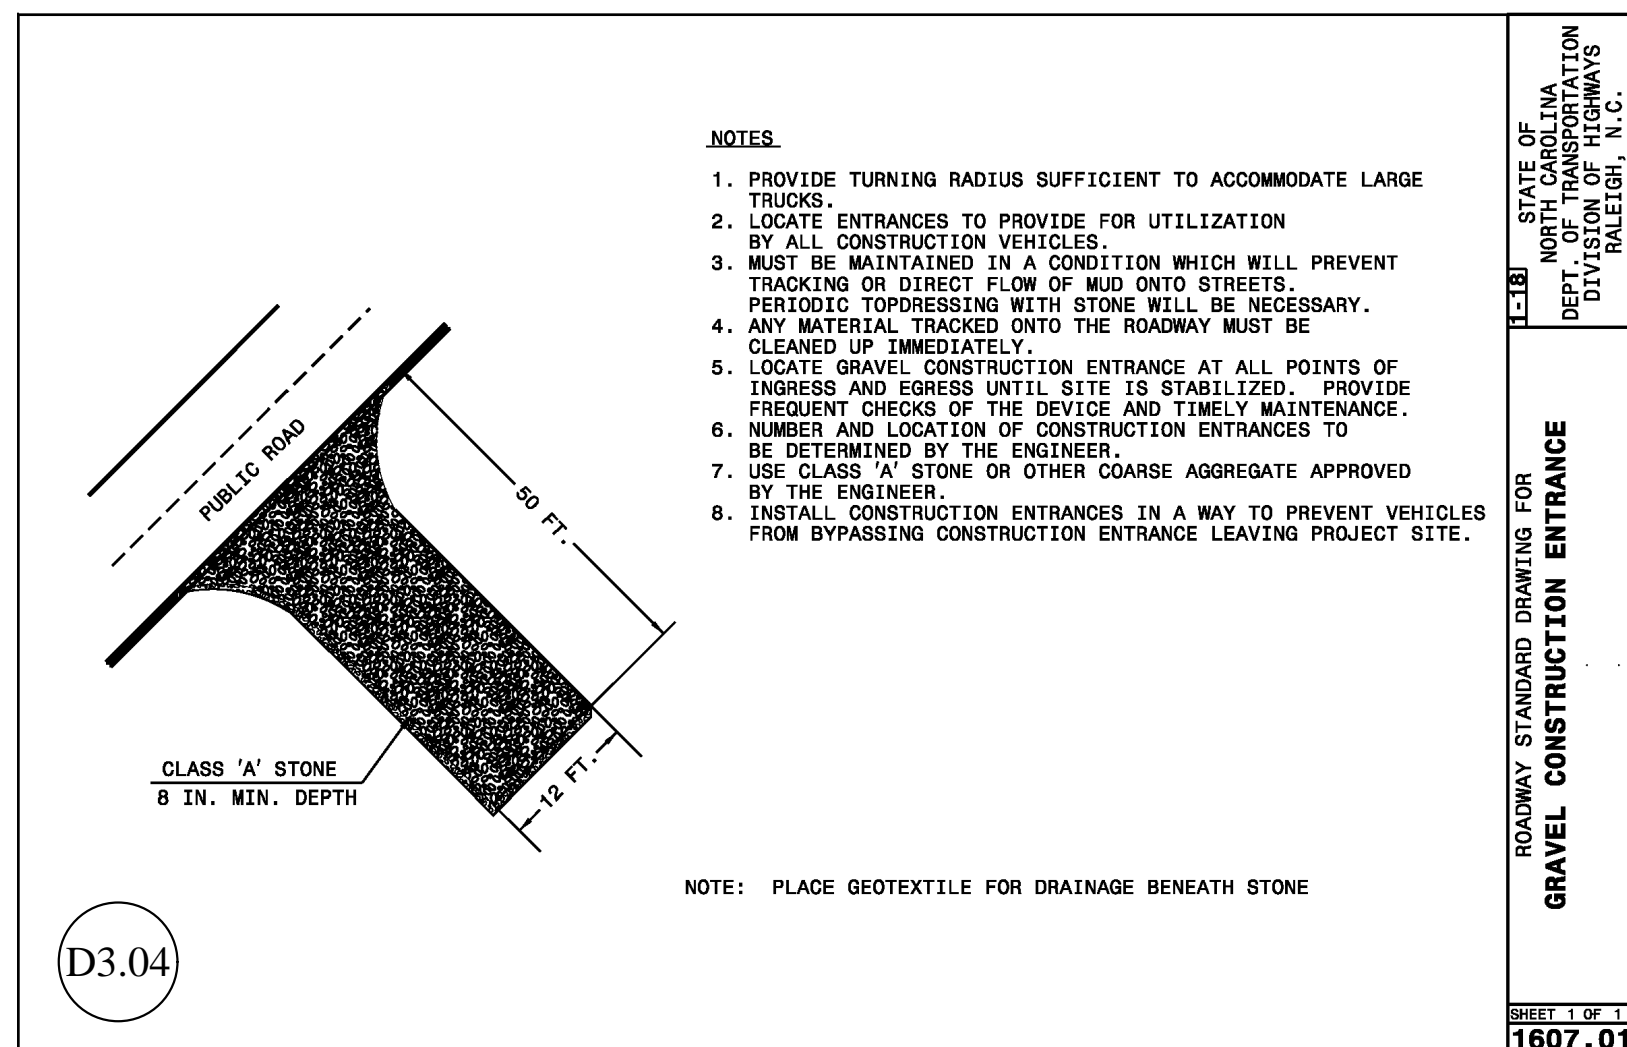 NOTES
1. PROVIDE TURNING RADIUS SUFFICIENT TO ACCOMMODATE LARGE
TRUCKS.
2. LOCATE ENTRANCES TO PROVIDE FOR UTILIZATION
BY ALL CONSTRUCTION VEHICLES.
3. MUST BE MAINTAINED IN A CONDITION WHICH WILL PREVENT
TRACKING OR DIRECT FLOW OF MUD ONTO STREETS.
PERIODIC TOPDRESSING WITH STONE WILL BE NECESSARY.
4. ANY MATERIAL TRACKED ONTO THE ROADWAY MUST BE
CLEANED UP IMMEDIATELY.
5. LOCATE GRAVEL CONSTRUCTION ENTRANCE AT ALL POINTS OF
INGRESS AND EGRESS UNTIL SITE IS STABILIZED. PROVIDE
FREQUENT CHECKS OF THE DEVICE AND TIMELY MAINTENANCE.
6. NUMBER AND LOCATION OF CONSTRUCTION ENTRANCES TO
BE DETERMINED BY THE ENGINEER.
7. USE CLASS 'A' STONE OR OTHER COARSE AGGREGATE APPROVED
BY THE ENGINEER.
8. INSTALL CONSTRUCTION ENTRANCES IN A WAY TO PREVENT VEHICLES
FROM BYPASSING CONSTRUCTION ENTRANCE LEAVING PROJECT SITE.
PUBLIC ROAD
50 FT.
12 FT.
CLASS 'A' STONE
8 IN. MIN. DEPTH
NOTE: PLACE GEOTEXTILE FOR DRAINAGE BENEATH STONE
D3.04
1-18
STATE OF
NORTH CAROLINA
DEPT. OF TRANSPORTATION
DIVISION OF HIGHWAYS
RALEIGH, N.C.
ROADWAY STANDARD DRAWING FOR
GRAVEL CONSTRUCTION ENTRANCE
SHEET 1 OF 1
1607.01